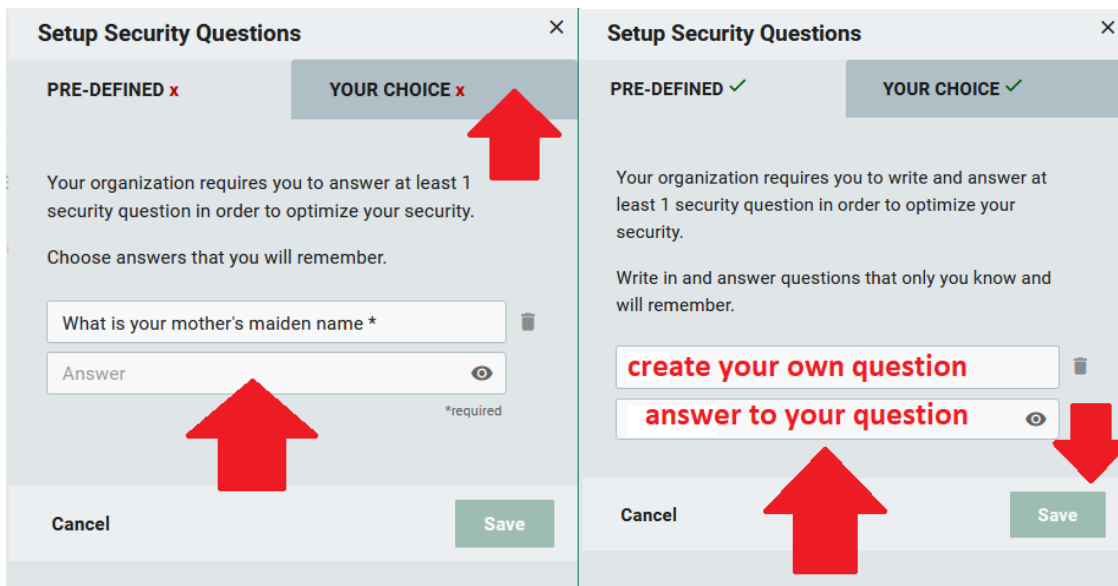 Setup Security Questions
PRE-DEFINED x
YOUR CHOICE x
Your organization requires you to answer at least 1
security question in order to optimize your security.
Choose answers that you will remember.
What is your mother's maiden name *
Answer
*required
Cancel
Save
Setup Security Questions
PRE-DEFINED ✓
YOUR CHOICE ✓
Your organization requires you to write and answer at
least 1 security question in order to optimize your
security.
Write in and answer questions that only you know and
will remember.
create your own question
answer to your question
Cancel
Save